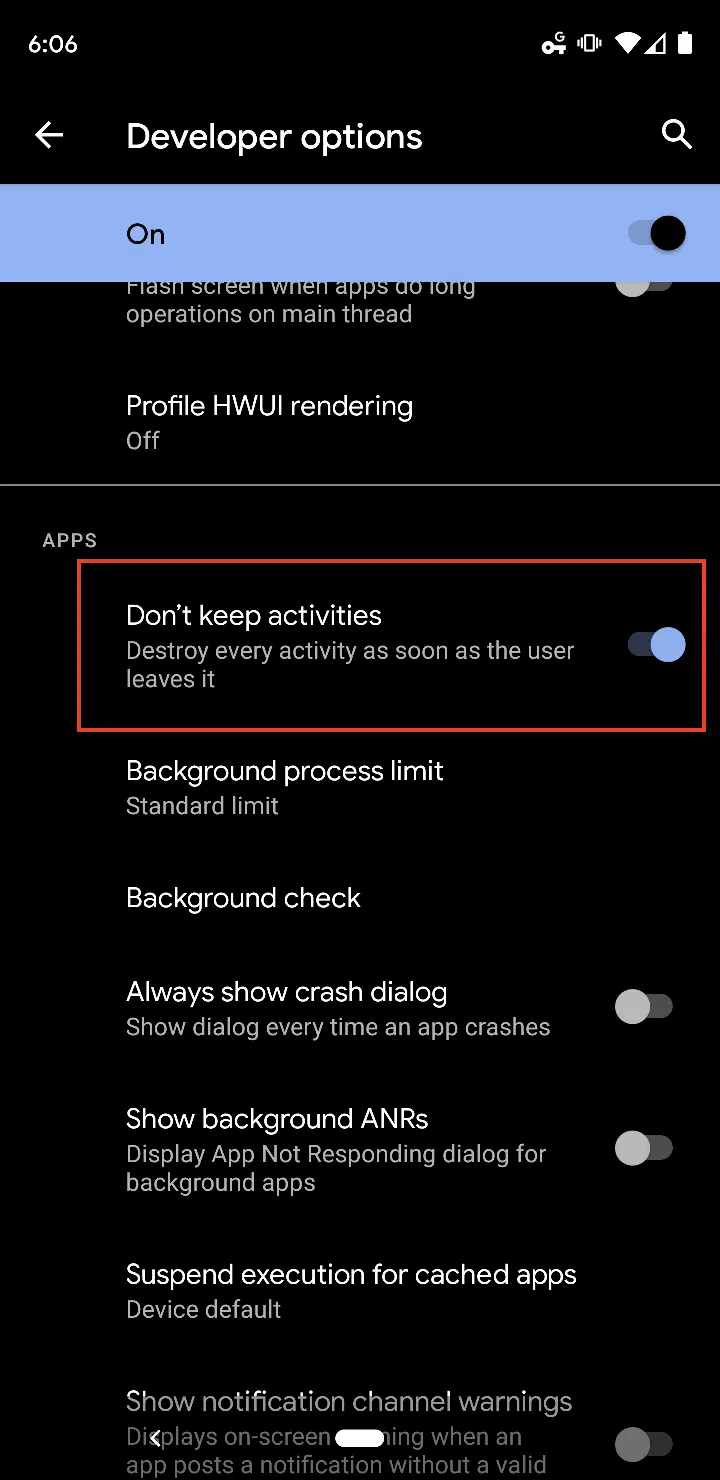 6:06
G
Developer options
On
Flash screen when apps do long
operations on main thread
Profile HWUI rendering
Off
APPS
Don’t keep activities
Destroy every activity as soon as the user
leaves it
Background process limit
Standard limit
Background check
Always show crash dialog
Show dialog every time an app crashes
Show background ANRs
Display App Not Responding dialog for
background apps
Suspend execution for cached apps
Device default
Show notification channel warnings
Displays on-screen when an
app posts a notification without a valid